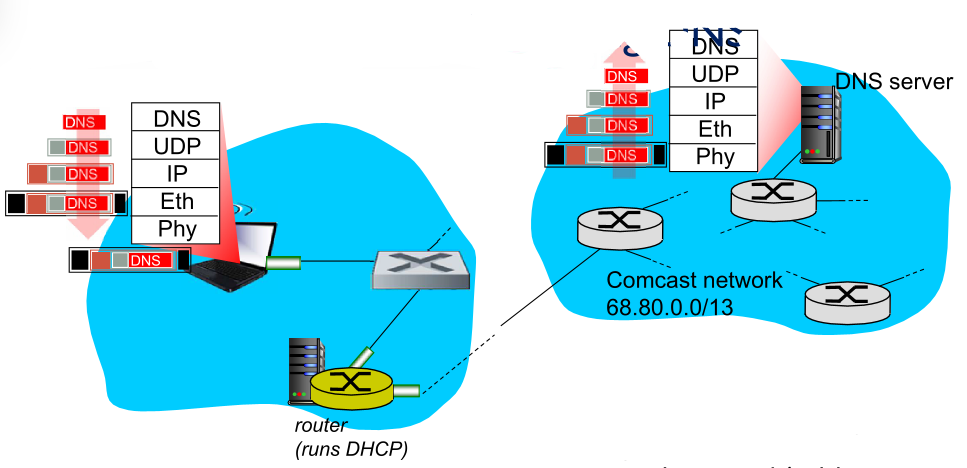 DNS
DNS
DNS
DNS
DNS
DNS
UDP
IP
Eth
Phy
router
(runs DHCP)
DNS
DNS
DNS
DNS
DNS
UDP
IP
Eth
Phy
DNS server
Comcast network
68.80.0.0/13